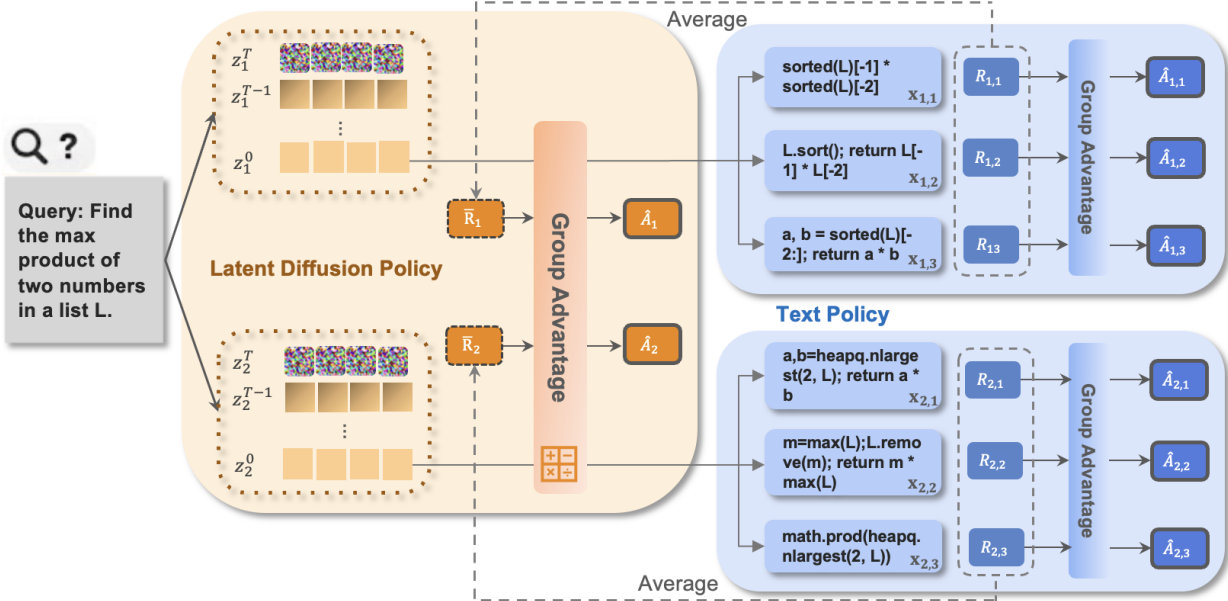 Average
z_1^T
z_1^{T-1}
⋮
z_1^0
?
Query: Find
the max
product of
two numbers
in a list L.
Latent Diffusion Policy
z_2^T
z_2^{T-1}
⋮
z_2^0
R̅_1
Â_1
R̅_2
Â_2
Group Advantage
+ −
× ÷
sorted(L)[-1] *
sorted(L)[-2]
x_{1,1}
L.sort(); return L[-
1] * L[-2]
x_{1,2}
a, b = sorted(L)[-
2:]; return a * b
x_{1,3}
R_{1,1}
R_{1,2}
R_{13}
Group Advantage
Â_{1,1}
Â_{1,2}
Â_{1,3}
Text Policy
a,b=heapq.nlarge
st(2, L); return a *
b
x_{2,1}
m=max(L);L.remo
ve(m); return m *
max(L)
x_{2,2}
math.prod(heapq.
nlargest(2, L))
x_{2,3}
R_{2,1}
R_{2,2}
R_{2,3}
Group Advantage
Â_{2,1}
Â_{2,2}
Â_{2,3}
Average